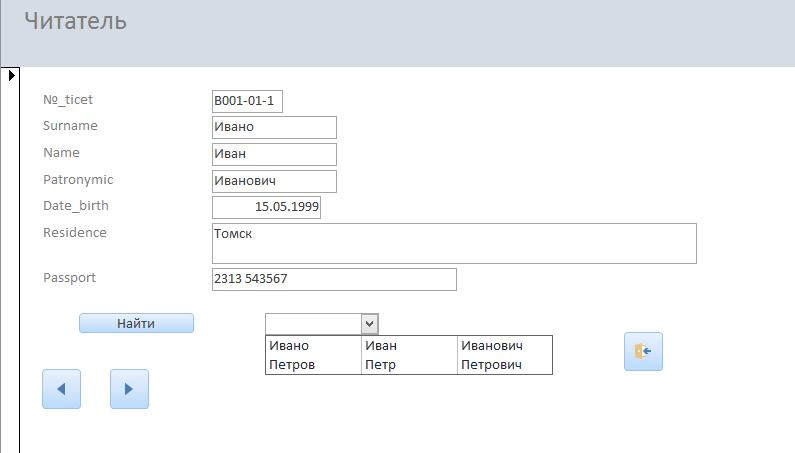 Читатель
№_ticet B001-01-1
Surname Ивано
Name Иван
Patronymic Иванович
Date_birth 15.05.1999
Residence Томск
Passport 2313 543567
Найти
Ивано Иван Иванович
Петров Петр Петрович